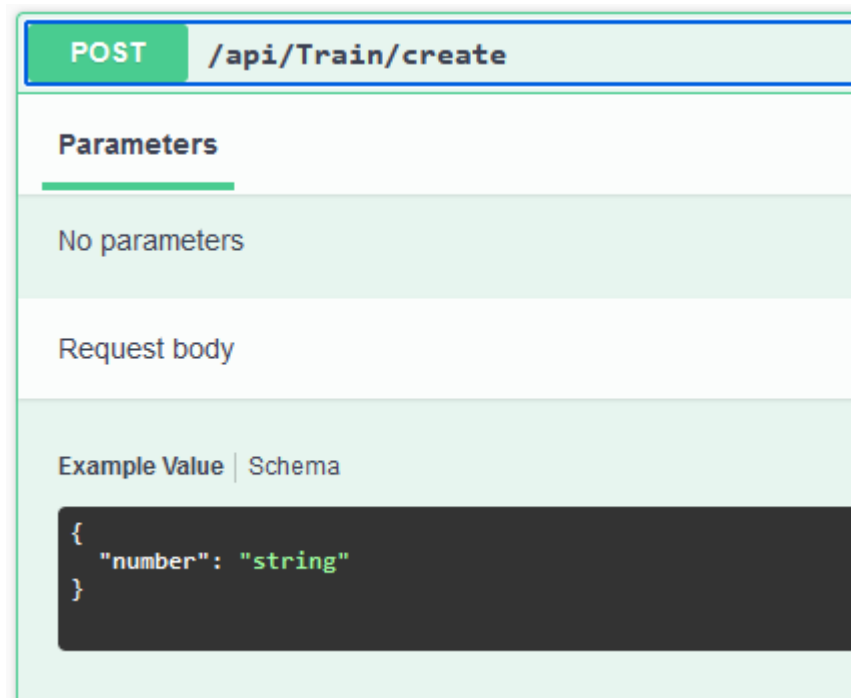 POST /api/Train/create
Parameters
No parameters
Request body
Example Value | Schema
{
  "number": "string"
}